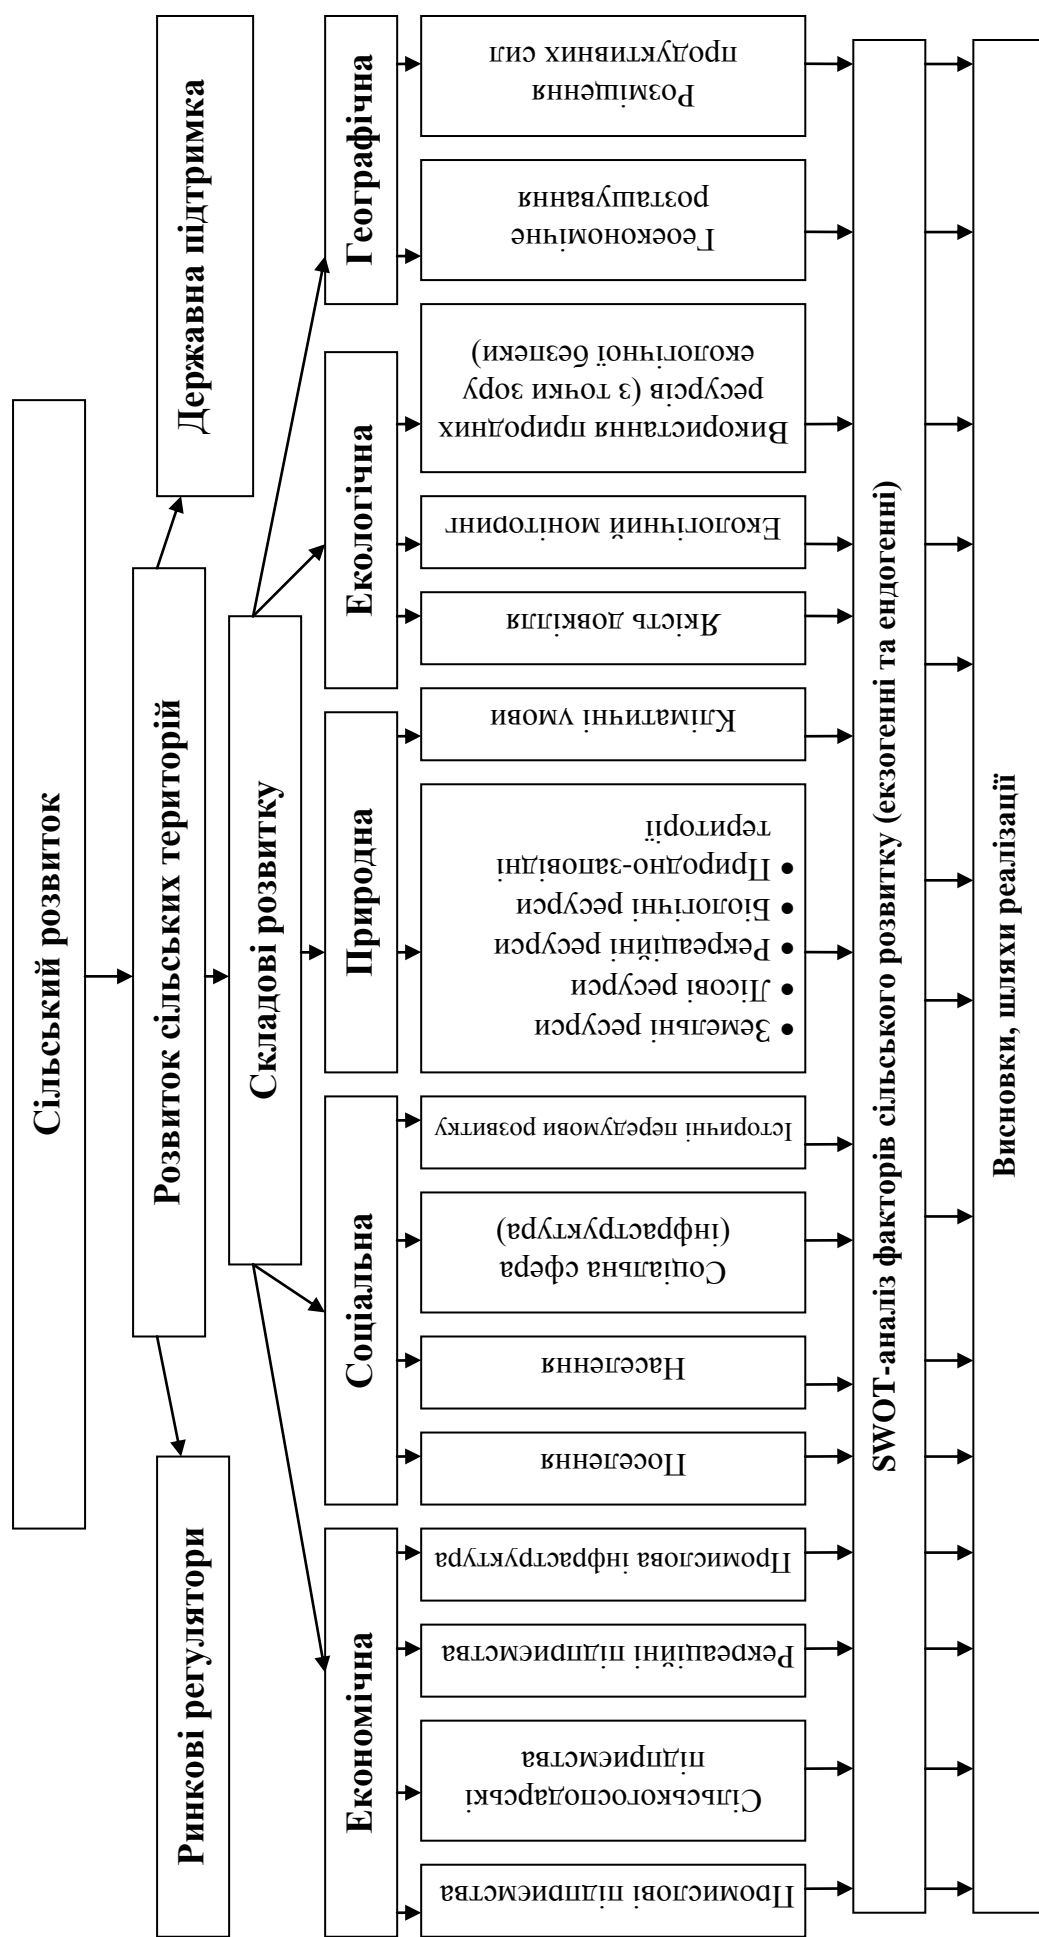 Сільський розвиток
Ринкові регулятори
Розвиток сільських територій
Державна підтримка
Складові розвитку
Економічна
Соціальна
Природна
Екологічна
Географічна
Промислові підприємства
Сільськогосподарські
підприємства
Рекреаційні підприємства
Промислова інфраструктура
Поселення
Населення
Соціальна сфера
(інфраструктура)
Історичні передумови розвитку
• Земельні ресурси
• Лісові ресурси
• Рекреаційні ресурси
• Біологічні ресурси
• Природно-заповідні
території
Кліматичні умови
Якість довкілля
Екологічний моніторинг
Використання природних
ресурсів (з точки зору
екологічної безпеки)
Геоекономічне
розташування
Розміщення
продуктивних сил
SWOT-аналіз факторів сільського розвитку (екзогенні та ендогенні)
Висновки, шляхи реалізації